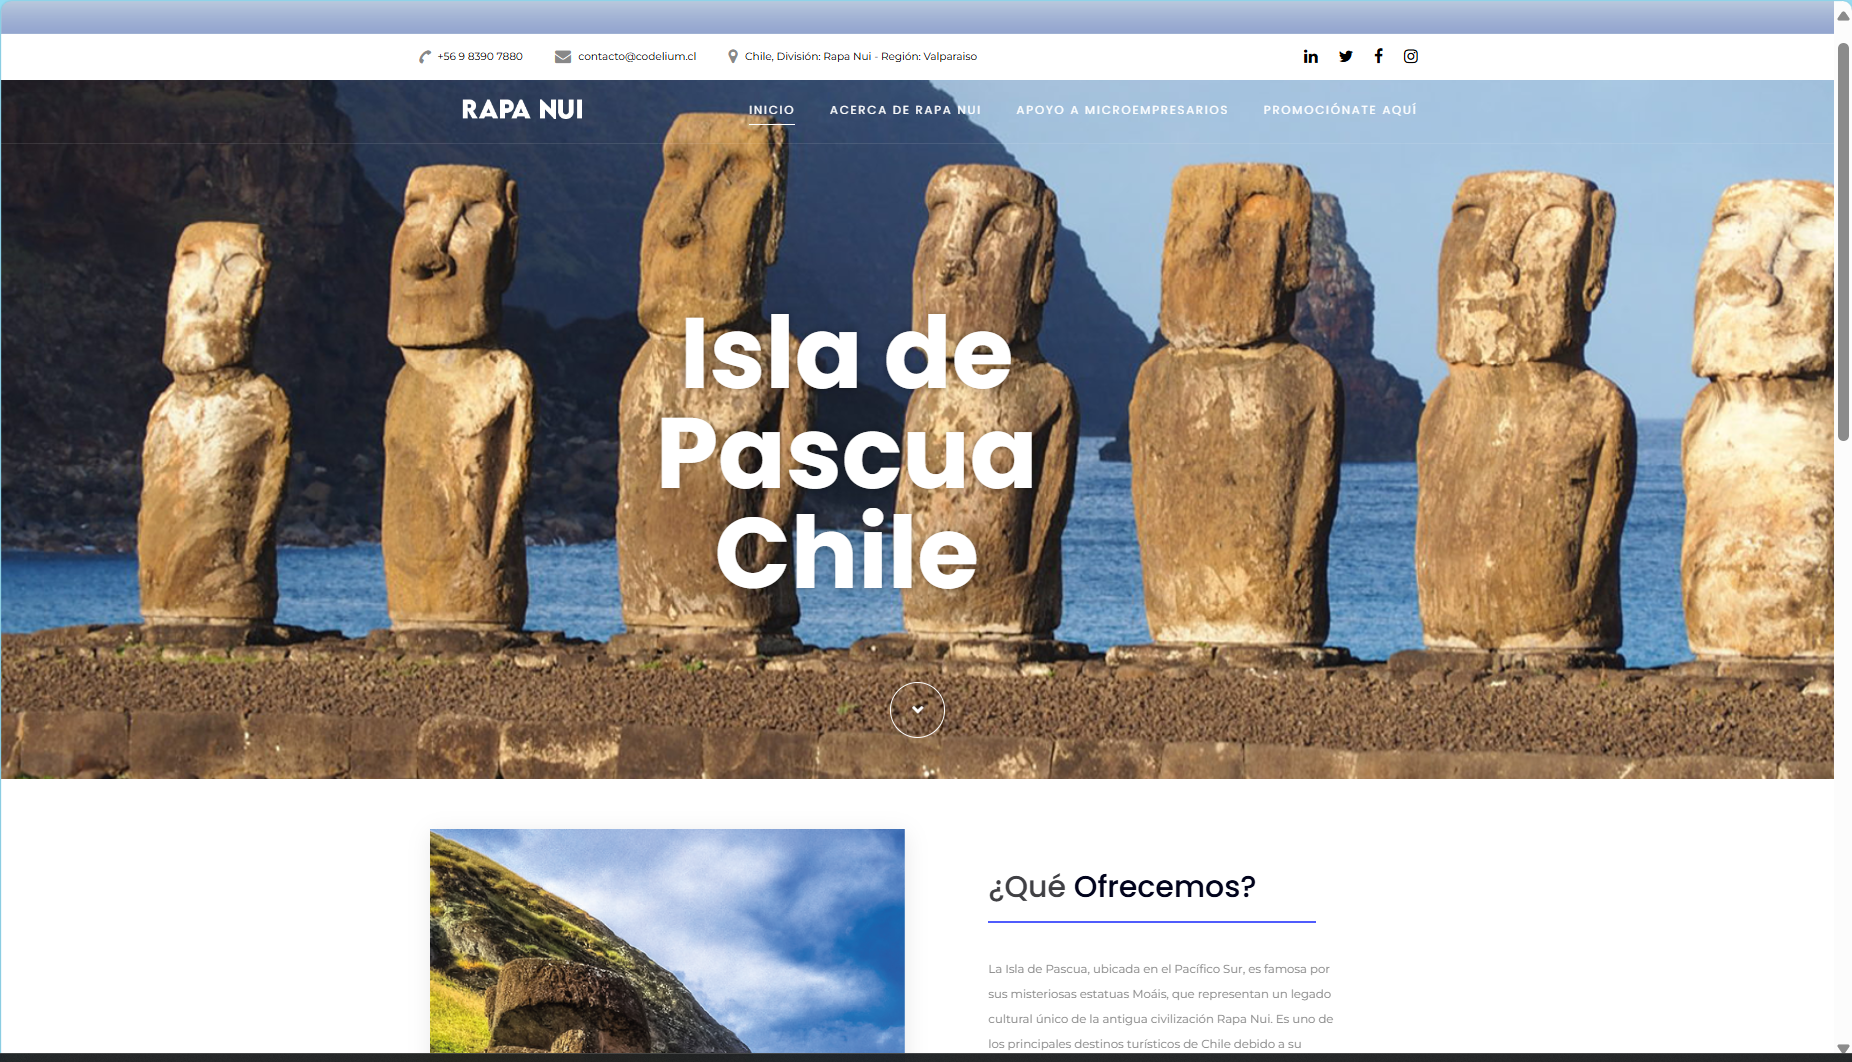 +56 9 8390 7880 contacto@codelium.cl Chile, División: Rapa Nui - Región: Valparaiso
RAPA NUI INICIO ACERCA DE RAPA NUI APOYO A MICROEMPRESARIOS PROMOCIÓNATE AQUÍ
Isla de
Pascua
Chile
¿Qué Ofrecemos?
La Isla de Pascua, ubicada en el Pacífico Sur, es famosa por
sus misteriosas estatuas Moáis, que representan un legado
cultural único de la antigua civilización Rapa Nui. Es uno de
los principales destinos turísticos de Chile debido a su